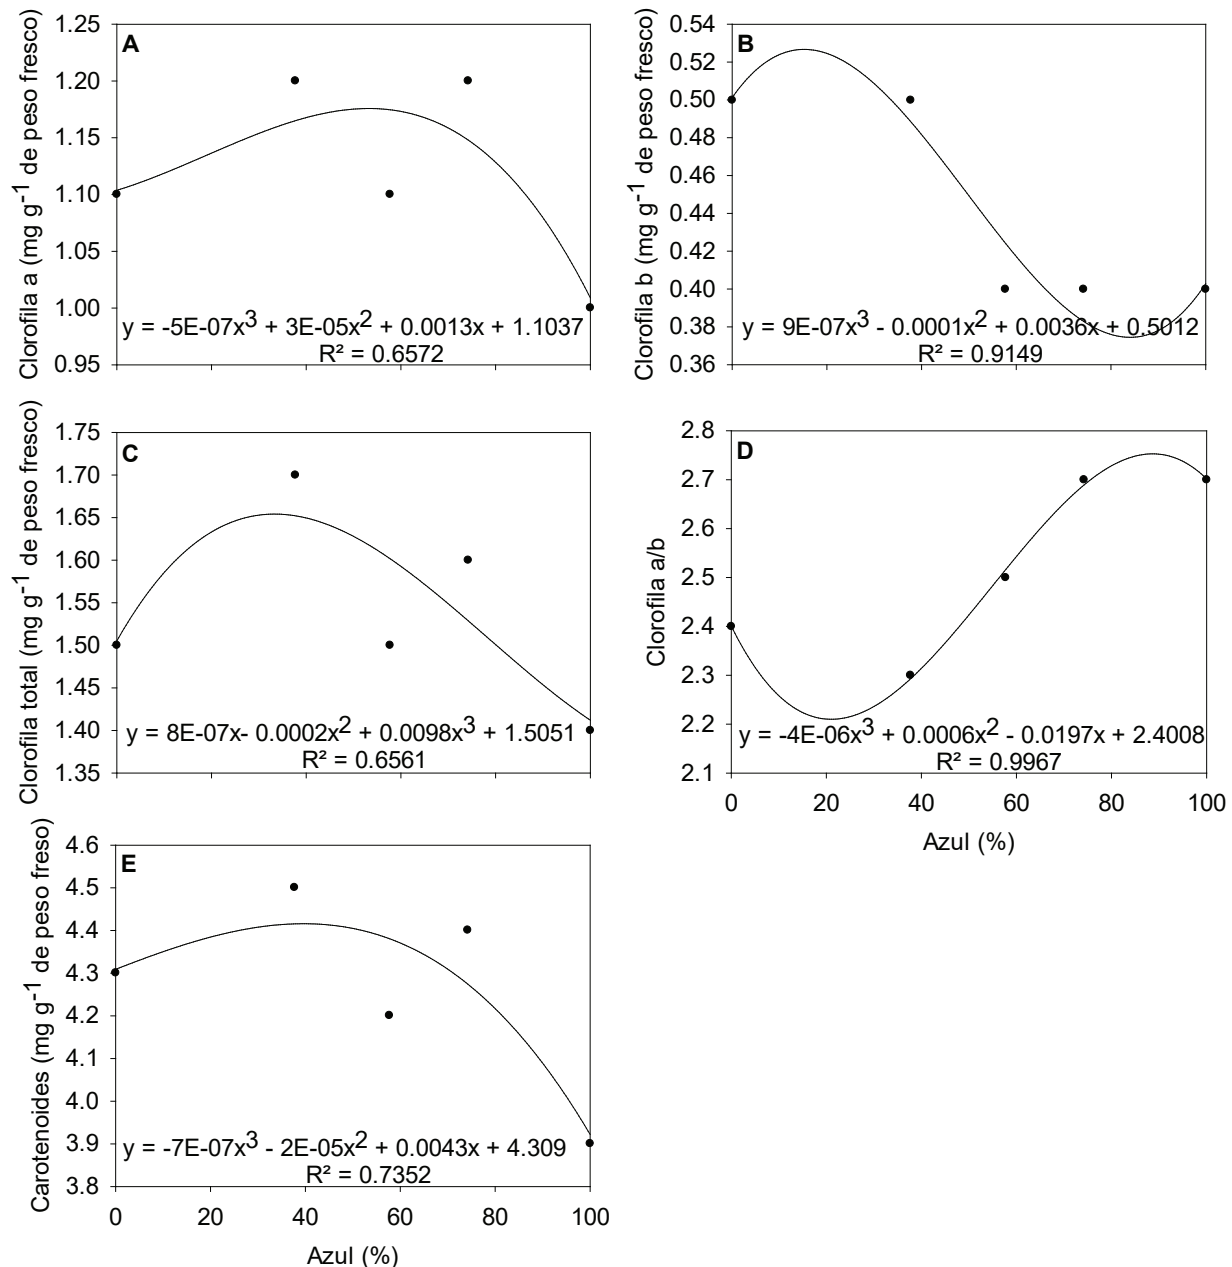 A
Clorofila a (mg g⁻¹ de peso fresco)
1.25
1.20
1.15
1.10
1.05
1.00
0.95
y = -5E-07x³ + 3E-05x² + 0.0013x + 1.1037
R² = 0.6572
B
Clorofila b (mg g⁻¹ de peso fresco)
0.54
0.52
0.50
0.48
0.46
0.44
0.42
0.40
0.38
0.36
y = 9E-07x³ - 0.0001x² + 0.0036x + 0.5012
R² = 0.9149
C
Clorofila total (mg g⁻¹ de peso fresco)
1.75
1.70
1.65
1.60
1.55
1.50
1.45
1.40
1.35
y = 8E-07x- 0.0002x² + 0.0098x³ + 1.5051
R² = 0.6561
D
Clorofila a/b
2.8
2.7
2.6
2.5
2.4
2.3
2.2
2.1
y = -4E-06x³ + 0.0006x² - 0.0197x + 2.4008
R² = 0.9967
0 20 40 60 80 100
Azul (%)
E
Carotenoides (mg g⁻¹ de peso freso)
4.6
4.5
4.4
4.3
4.2
4.1
4.0
3.9
3.8
y = -7E-07x³ - 2E-05x² + 0.0043x + 4.309
R² = 0.7352
0 20 40 60 80 100
Azul (%)